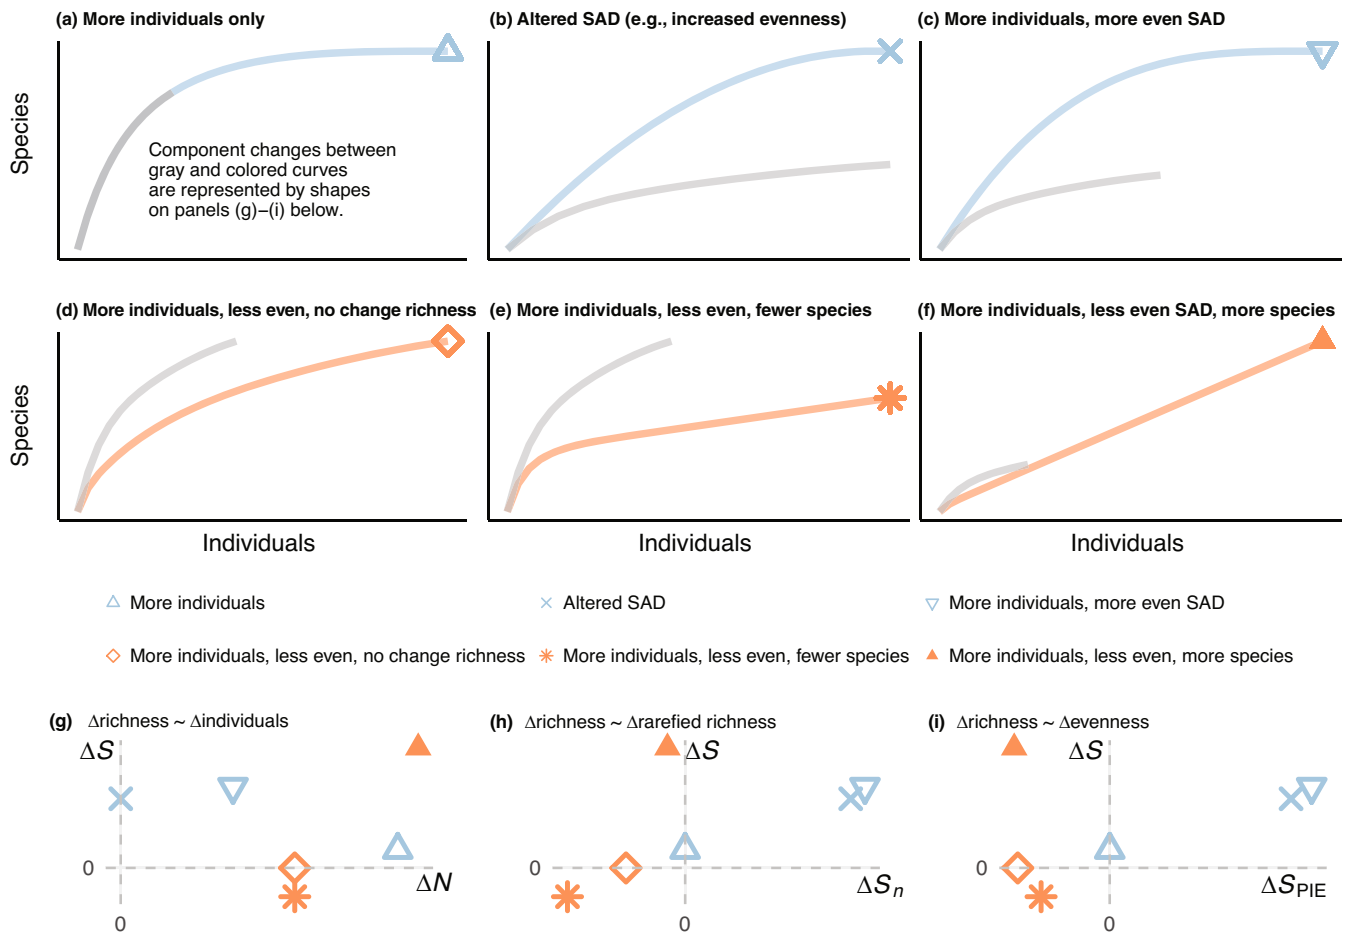 (a) More individuals only
(b) Altered SAD (e.g., increased evenness)
(c) More individuals, more even SAD
Species
Component changes between
gray and colored curves
are represented by shapes
on panels (g)–(i) below.
(d) More individuals, less even, no change richness
(e) More individuals, less even, fewer species
(f) More individuals, less even SAD, more species
Species
Individuals
Individuals
Individuals
More individuals
Altered SAD
More individuals, more even SAD
More individuals, less even, no change richness
More individuals, less even, fewer species
More individuals, less even, more species
(g) Δrichness ~ Δindividuals
ΔS
0
ΔN
0
(h) Δrichness ~ Δrarefied richness
ΔS
0
ΔSn
0
(i) Δrichness ~ Δevenness
ΔS
0
ΔSPIE
0